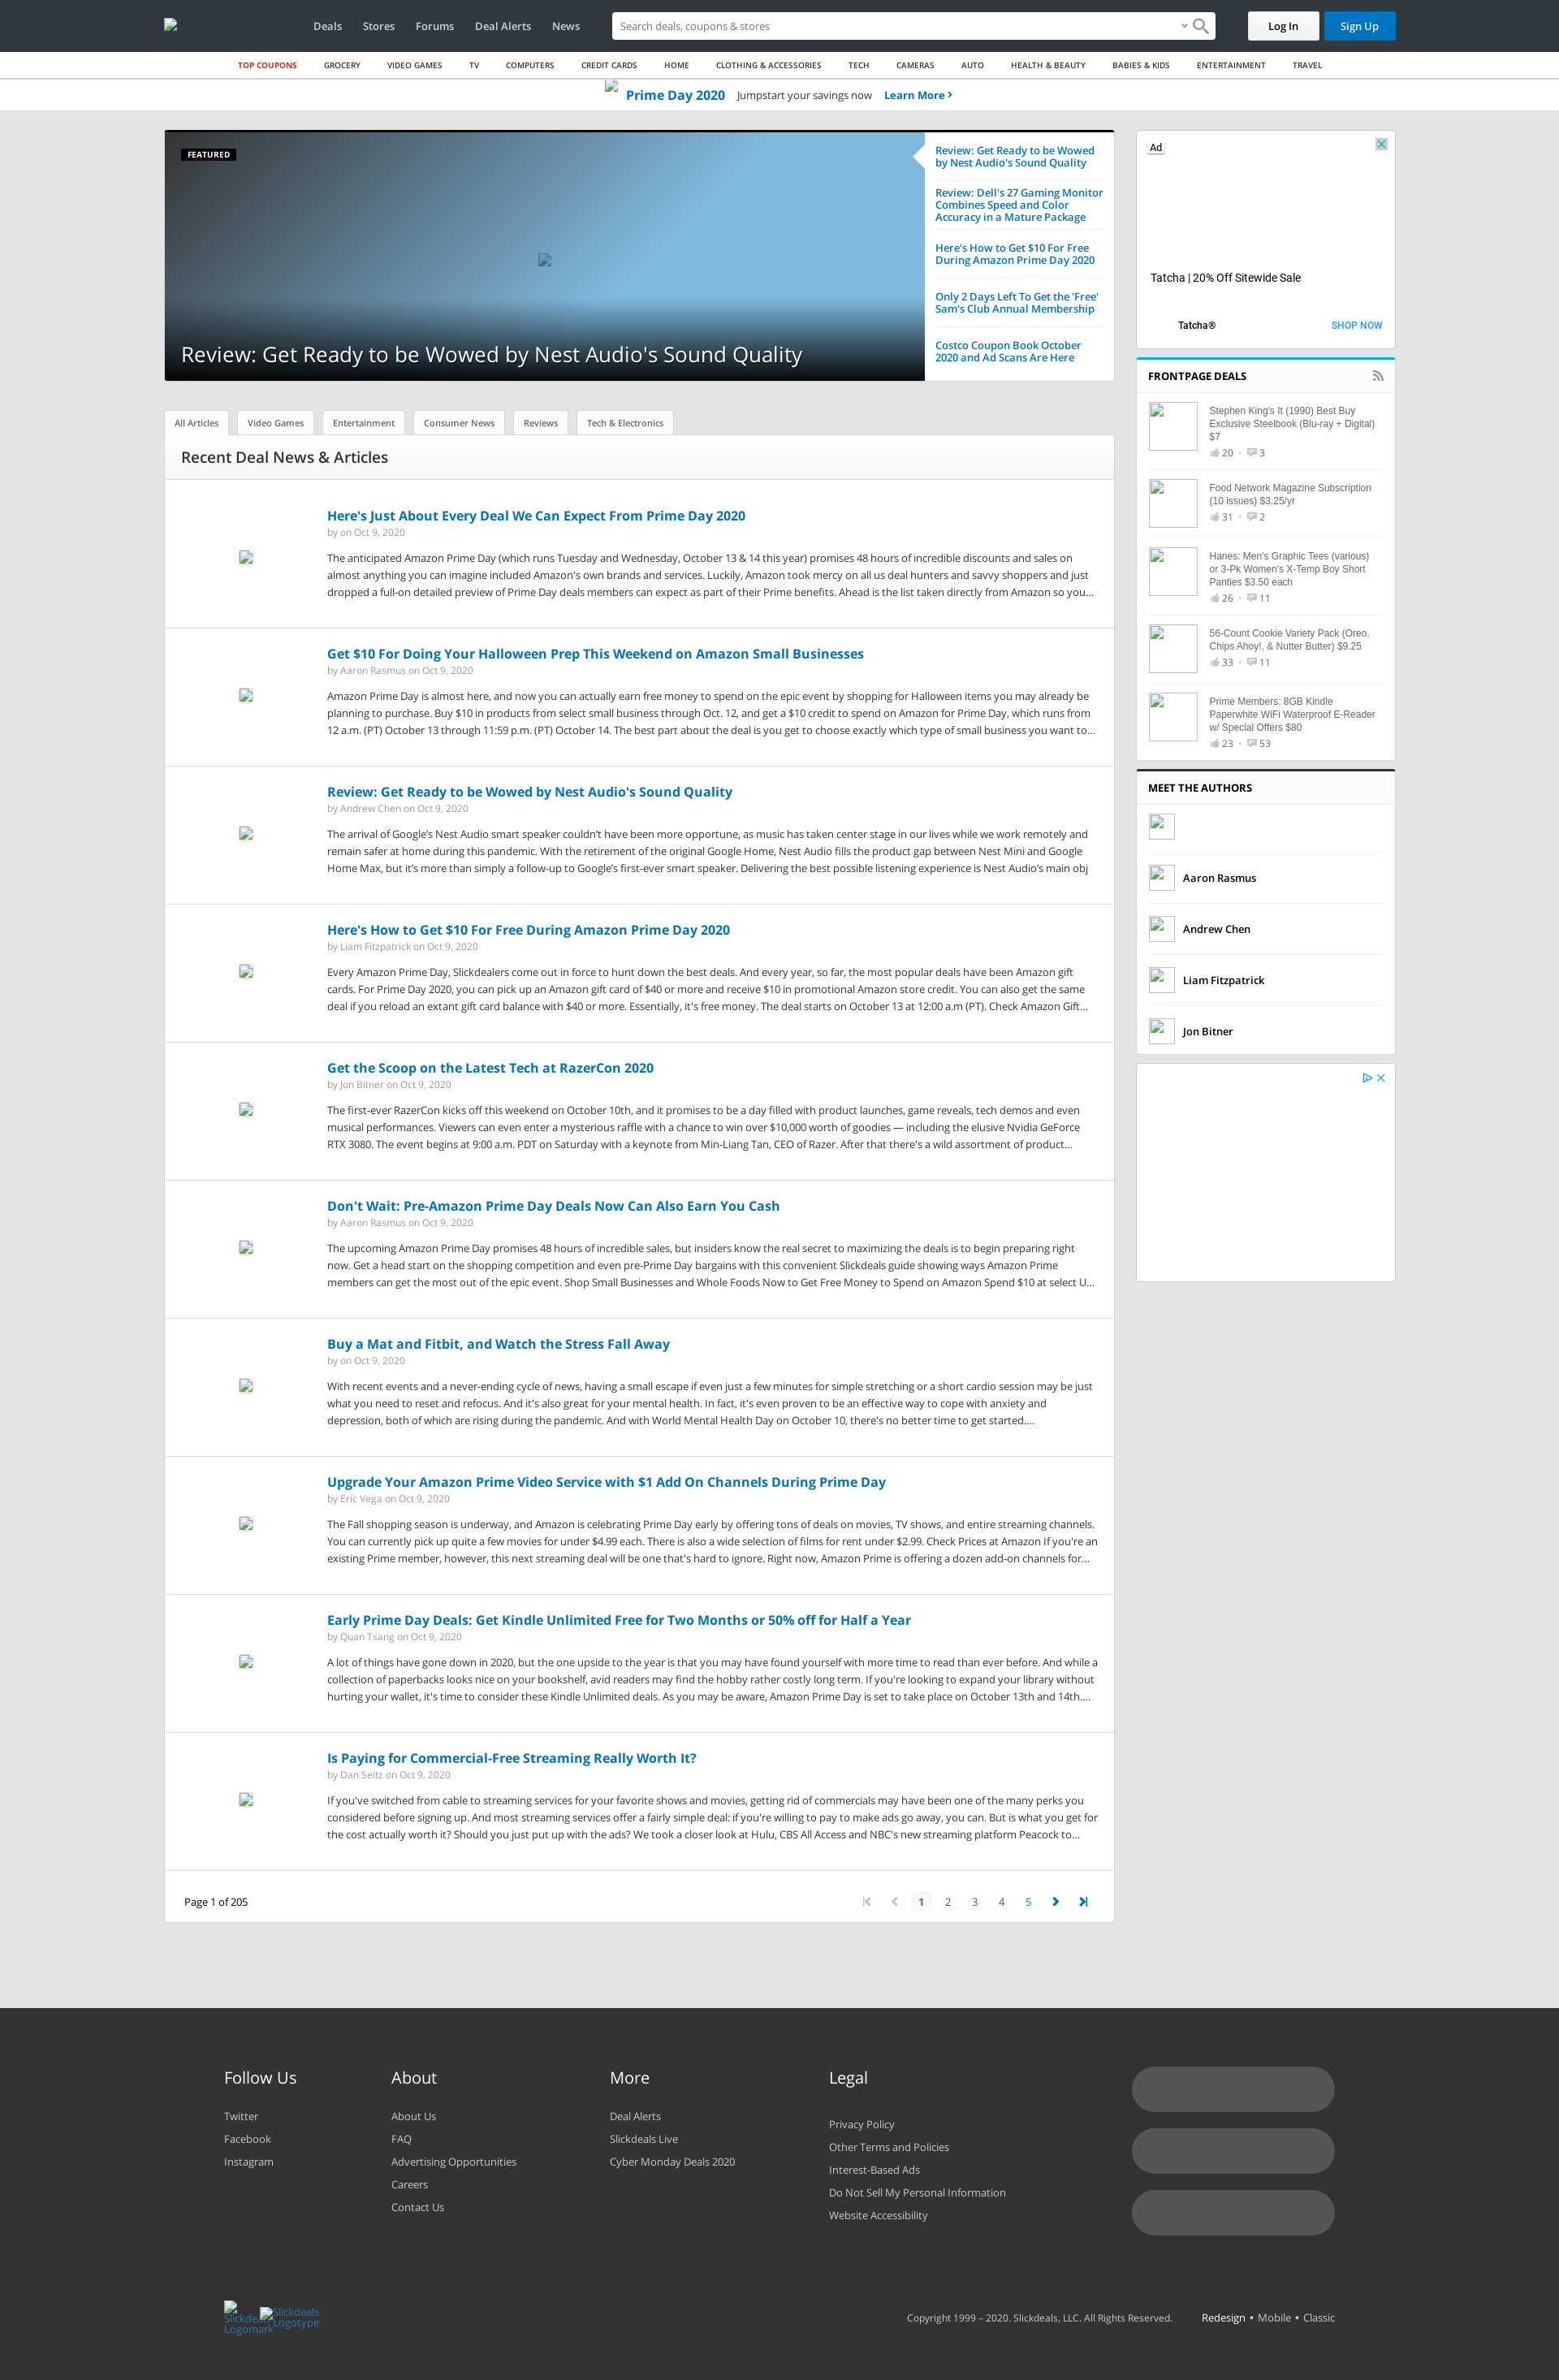 Deals
Stores
Forums
Deal Alerts
News
Search deals, coupons & stores
Log In
Sign Up
TOP COUPONS
GROCERY
VIDEO GAMES
TV
COMPUTERS
CREDIT CARDS
HOME
CLOTHING & ACCESSORIES
TECH
CAMERAS
AUTO
HEALTH & BEAUTY
BABIES & KIDS
ENTERTAINMENT
TRAVEL
Prime Day 2020 Jumpstart your savings now Learn More
FEATURED
Review: Get Ready to be Wowed by Nest Audio's Sound Quality
Review: Get Ready to be Wowed
by Nest Audio's Sound Quality
Review: Dell's 27 Gaming Monitor
Combines Speed and Color
Accuracy in a Mature Package
Here's How to Get $10 For Free
During Amazon Prime Day 2020
Only 2 Days Left To Get the 'Free'
Sam's Club Annual Membership
Costco Coupon Book October
2020 and Ad Scans Are Here
All Articles
Video Games
Entertainment
Consumer News
Reviews
Tech & Electronics
Recent Deal News & Articles
Here's Just About Every Deal We Can Expect From Prime Day 2020
by on Oct 9, 2020
The anticipated Amazon Prime Day (which runs Tuesday and Wednesday, October 13 & 14 this year) promises 48 hours of incredible discounts and sales on
almost anything you can imagine included Amazon's own brands and services. Luckily, Amazon took mercy on all us deal hunters and savvy shoppers and just
dropped a full-on detailed preview of Prime Day deals members can expect as part of their Prime benefits. Ahead is the list taken directly from Amazon so you...
Get $10 For Doing Your Halloween Prep This Weekend on Amazon Small Businesses
by Aaron Rasmus on Oct 9, 2020
Amazon Prime Day is almost here, and now you can actually earn free money to spend on the epic event by shopping for Halloween items you may already be
planning to purchase. Buy $10 in products from select small business through Oct. 12, and get a $10 credit to spend on Amazon for Prime Day, which runs from
12 a.m. (PT) October 13 through 11:59 p.m. (PT) October 14. The best part about the deal is you get to choose exactly which type of small business you want to...
Review: Get Ready to be Wowed by Nest Audio's Sound Quality
by Andrew Chen on Oct 9, 2020
The arrival of Google’s Nest Audio smart speaker couldn’t have been more opportune, as music has taken center stage in our lives while we work remotely and
remain safer at home during this pandemic. With the retirement of the original Google Home, Nest Audio fills the product gap between Nest Mini and Google
Home Max, but it’s more than simply a follow-up to Google’s first-ever smart speaker. Delivering the best possible listening experience is Nest Audio’s main obj
Here's How to Get $10 For Free During Amazon Prime Day 2020
by Liam Fitzpatrick on Oct 9, 2020
Every Amazon Prime Day, Slickdealers come out in force to hunt down the best deals. And every year, so far, the most popular deals have been Amazon gift
cards. For Prime Day 2020, you can pick up an Amazon gift card of $40 or more and receive $10 in promotional Amazon store credit. You can also get the same
deal if you reload an extant gift card balance with $40 or more. Essentially, it's free money. The deal starts on October 13 at 12:00 a.m (PT). Check Amazon Gift...
Get the Scoop on the Latest Tech at RazerCon 2020
by Jon Bitner on Oct 9, 2020
The first-ever RazerCon kicks off this weekend on October 10th, and it promises to be a day filled with product launches, game reveals, tech demos and even
musical performances. Viewers can even enter a mysterious raffle with a chance to win over $10,000 worth of goodies — including the elusive Nvidia GeForce
RTX 3080. The event begins at 9:00 a.m. PDT on Saturday with a keynote from Min-Liang Tan, CEO of Razer. After that there's a wild assortment of product...
Don't Wait: Pre-Amazon Prime Day Deals Now Can Also Earn You Cash
by Aaron Rasmus on Oct 9, 2020
The upcoming Amazon Prime Day promises 48 hours of incredible sales, but insiders know the real secret to maximizing the deals is to begin preparing right
now. Get a head start on the shopping competition and even pre-Prime Day bargains with this convenient Slickdeals guide showing ways Amazon Prime
members can get the most out of the epic event. Shop Small Businesses and Whole Foods Now to Get Free Money to Spend on Amazon Spend $10 at select U...
Buy a Mat and Fitbit, and Watch the Stress Fall Away
by on Oct 9, 2020
With recent events and a never-ending cycle of news, having a small escape if even just a few minutes for simple stretching or a short cardio session may be just
what you need to reset and refocus. And it's also great for your mental health. In fact, it's even proven to be an effective way to cope with anxiety and
depression, both of which are rising during the pandemic. And with World Mental Health Day on October 10, there's no better time to get started....
Upgrade Your Amazon Prime Video Service with $1 Add On Channels During Prime Day
by Eric Vega on Oct 9, 2020
The Fall shopping season is underway, and Amazon is celebrating Prime Day early by offering tons of deals on movies, TV shows, and entire streaming channels.
You can currently pick up quite a few movies for under $4.99 each. There is also a wide selection of films for rent under $2.99. Check Prices at Amazon If you're an
existing Prime member, however, this next streaming deal will be one that's hard to ignore. Right now, Amazon Prime is offering a dozen add-on channels for...
Early Prime Day Deals: Get Kindle Unlimited Free for Two Months or 50% off for Half a Year
by Quan Tsang on Oct 9, 2020
A lot of things have gone down in 2020, but the one upside to the year is that you may have found yourself with more time to read than ever before. And while a
collection of paperbacks looks nice on your bookshelf, avid readers may find the hobby rather costly long term. If you're looking to expand your library without
hurting your wallet, it's time to consider these Kindle Unlimited deals. As you may be aware, Amazon Prime Day is set to take place on October 13th and 14th....
Is Paying for Commercial-Free Streaming Really Worth It?
by Dan Seitz on Oct 9, 2020
If you've switched from cable to streaming services for your favorite shows and movies, getting rid of commercials may have been one of the many perks you
considered before signing up. And most streaming services offer a fairly simple deal: if you're willing to pay to make ads go away, you can. But is what you get for
the cost actually worth it? Should you just put up with the ads? We took a closer look at Hulu, CBS All Access and NBC's new streaming platform Peacock to...
Page 1 of 205
1 2 3 4 5
Ad
Tatcha | 20% Off Sitewide Sale
Tatcha®
SHOP NOW
FRONTPAGE DEALS
Stephen King's It (1990) Best Buy
Exclusive Steelbook (Blu-ray + Digital)
$7
20 • 3
Food Network Magazine Subscription
(10 issues) $3.25/yr
31 • 2
Hanes: Men's Graphic Tees (various)
or 3-Pk Women's X-Temp Boy Short
Panties $3.50 each
26 • 11
56-Count Cookie Variety Pack (Oreo,
Chips Ahoy!, & Nutter Butter) $9.25
33 • 11
Prime Members: 8GB Kindle
Paperwhite WiFi Waterproof E-Reader
w/ Special Offers $80
23 • 53
MEET THE AUTHORS
Aaron Rasmus
Andrew Chen
Liam Fitzpatrick
Jon Bitner
Follow Us
Twitter
Facebook
Instagram
About
About Us
FAQ
Advertising Opportunities
Careers
Contact Us
More
Deal Alerts
Slickdeals Live
Cyber Monday Deals 2020
Legal
Privacy Policy
Other Terms and Policies
Interest-Based Ads
Do Not Sell My Personal Information
Website Accessibility
Slickdeals
Logomark
Slickdeals
Logotype
Copyright 1999 – 2020. Slickdeals, LLC. All Rights Reserved.
Redesign • Mobile • Classic